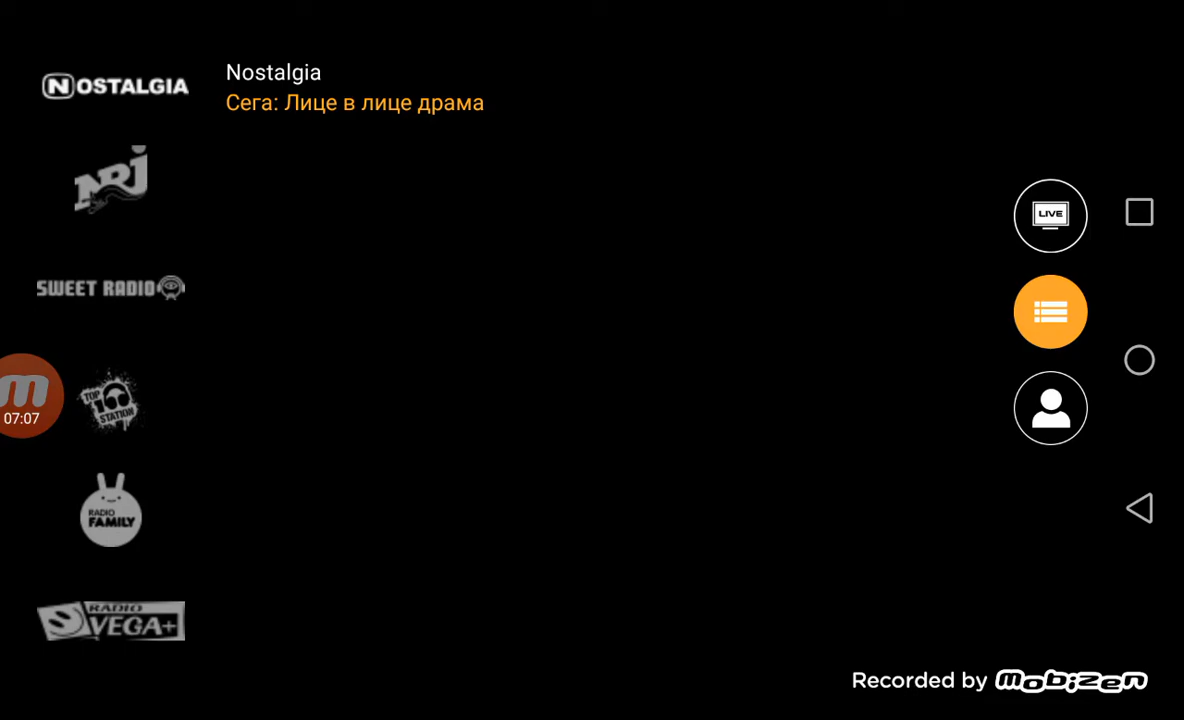 NOSTALGIA
Nostalgia
Сега: Лице в лице драма
NRJ
LIVE
SWEET RADIO
m
07:07
TOP
100
STATION
RADIO
FAMILY
RADIO
VEGA+
Recorded by mobizen